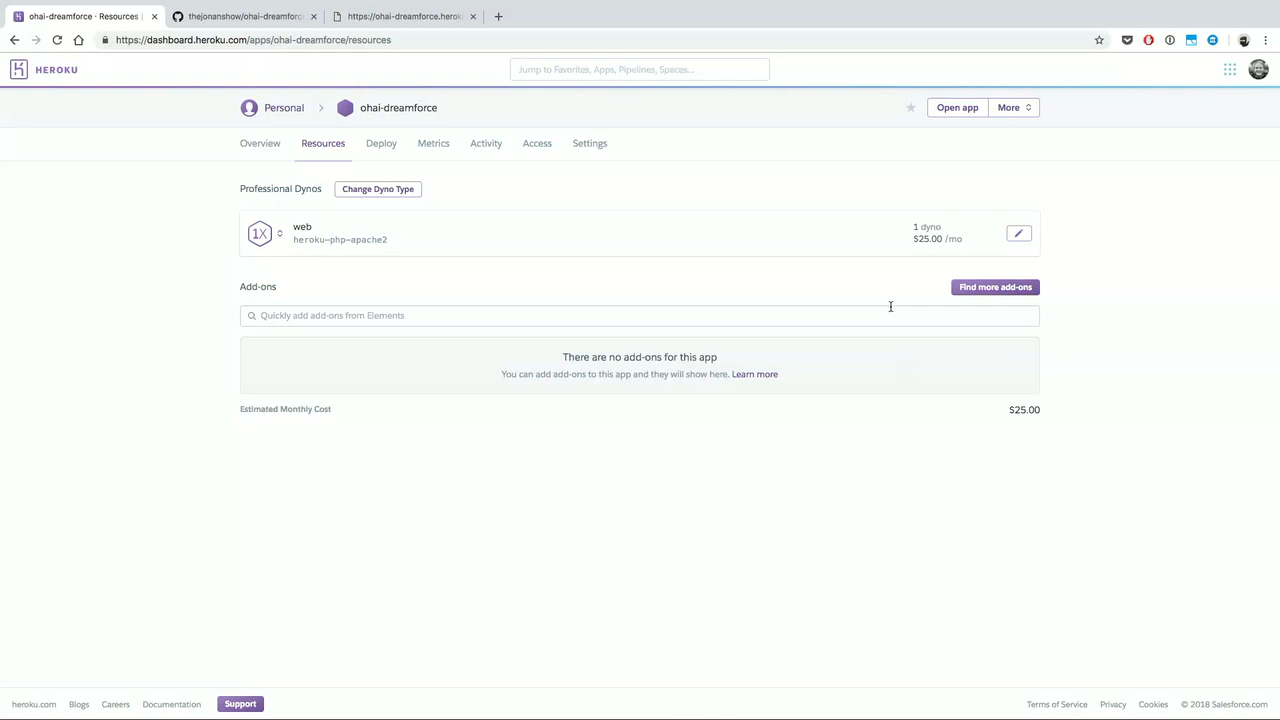 ohai-dreamforce · Resources |
thejonanshow/ohai-dreamforce
https://ohai-dreamforce.heroku
https://dashboard.heroku.com/apps/ohai-dreamforce/resources
HEROKU
Jump to Favorites, Apps, Pipelines, Spaces...
Personal > ohai-dreamforce
Open app
More
Overview
Resources
Deploy
Metrics
Activity
Access
Settings
Professional Dynos
Change Dyno Type
1X
web
heroku-php-apache2
1 dyno
$25.00 /mo
Add-ons
Find more add-ons
Quickly add add-ons from Elements
There are no add-ons for this app
You can add add-ons to this app and they will show here. Learn more
Estimated Monthly Cost
$25.00
heroku.com
Blogs
Careers
Documentation
Support
Terms of Service
Privacy
Cookies
© 2018 Salesforce.com